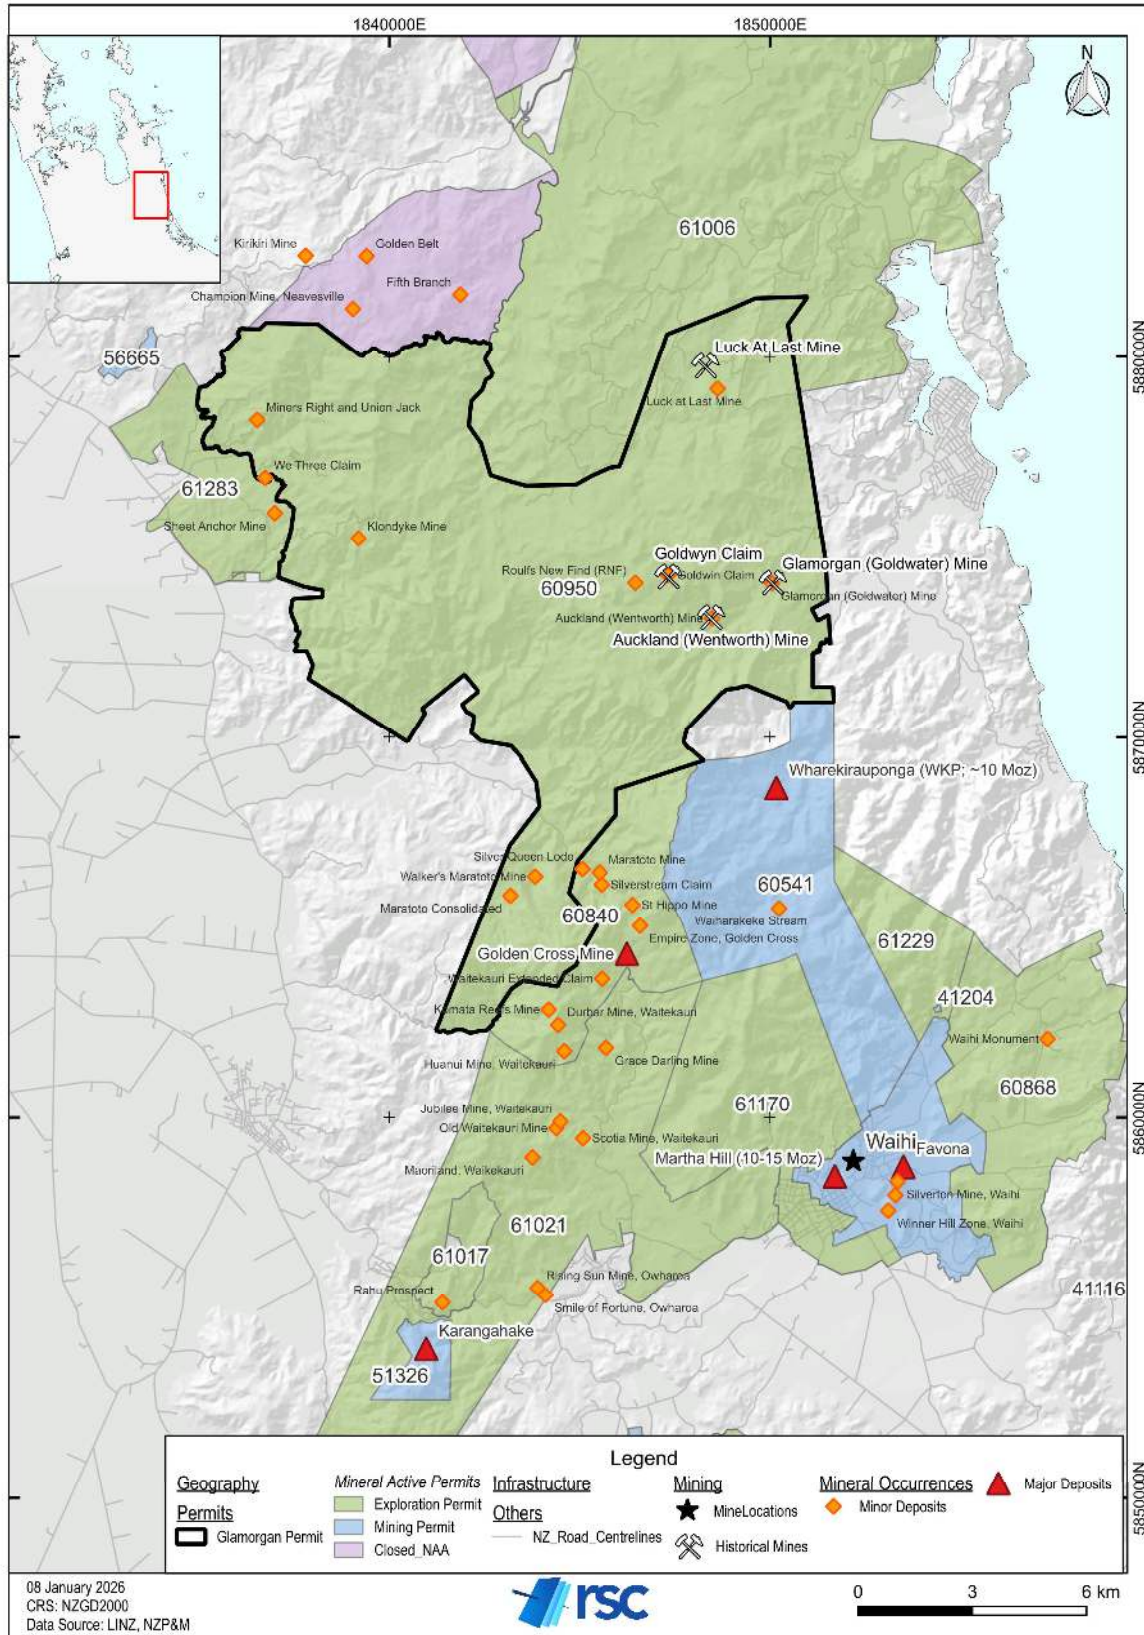 1840000E
1850000E
N
61006
Kirikiri Mine
Golden Belt
Fifth Branch
Champion Mine, Neavesville
56665
Luck At Last Mine
5880000N
Luck at Last Mine
Miners Right and Union Jack
We Three Claim
61283
Sheet Anchor Mine
Klondyke Mine
Goldwyn Claim
Glamorgan (Goldwater) Mine
Roulfs New Find (RNF)
Goldwin Claim
60950
Glamorgan (Goldwater) Mine
Auckland (Wentworth) Mine
Auckland (Wentworth) Mine
5870000N
Wharekirauponga (WKP; ~10 Moz)
Silver Queen Lode
Maratoto Mine
Walker's Maratoto Mine
Silverstream Claim
60541
Maratoto Consolidated
St Hippo Mine
60840
Waiharakeke Stream
Empire Zone, Golden Cross
61229
Golden Cross Mine
Waitekauri Extended Claim
41204
Komata Reefs Mine
Durbar Mine, Waitekauri
Waihi Monument
Huanui Mine, Waitekauri
Grace Darling Mine
60868
61170
5860000N
Jubilee Mine, Waitekauri
Old Waitekauri Mine
Scotia Mine, Waitekauri
Waihi
Favona
Martha Hill (10-15 Moz)
Maoriland, Waikekauri
Silverton Mine, Waihi
Winner Hill Zone, Waihi
61021
61017
Rising Sun Mine, Owharoa
41116
Rahu Prospect
Smile of Fortune, Owharoa
Karangahake
51326
Legend
Geography
Mineral Active Permits
Infrastructure
Mining
Mineral Occurrences
Major Deposits
Permits
Exploration Permit
Others
MineLocations
Minor Deposits
Glamorgan Permit
Mining Permit
NZ_Road_Centrelines
Historical Mines
Closed_NAA
5850000N
08 January 2026
CRS: NZGD2000
Data Source: LINZ, NZP&M
rsc
0 3 6 km